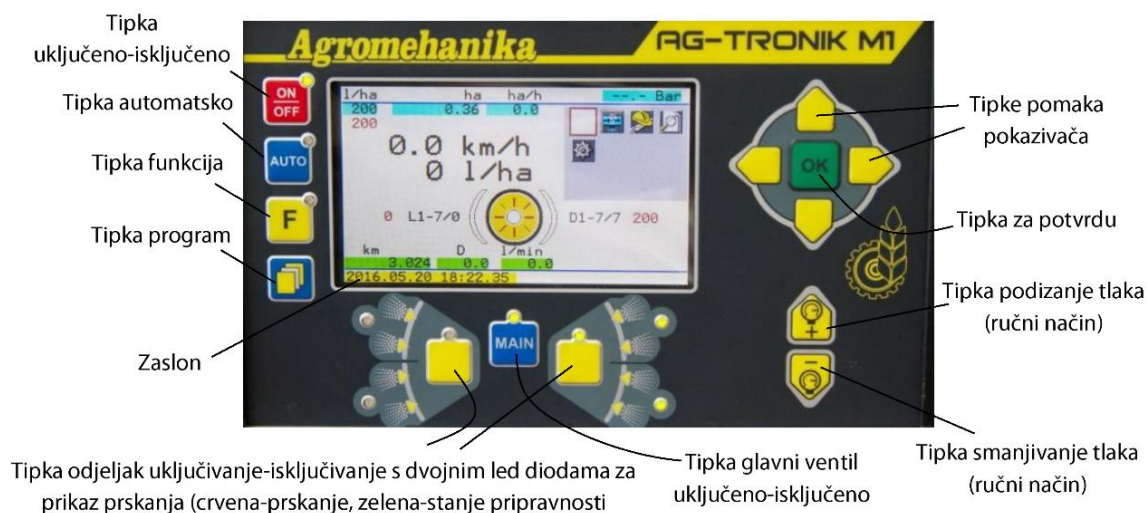 Tipka
uključeno-isključeno
Tipka automatsko
Tipka funkcija
Tipka program
Zaslon
Agromehanika
AG-TRONIK M1
ON
OFF
AUTO
F
l/ha ha ha/h --.- Bar
200 0.36 0.0
200
0.0 km/h
0 l/ha
0 L1-7/0 D1-7/7 200
km D l/min
3.024 0.0 0.0
2016.05.20 18:22.35
MAIN
OK
+
−
Tipke pomaka
pokazivača
Tipka za potvrdu
Tipka podizanje tlaka
(ručni način)
Tipka smanjivanje tlaka
(ručni način)
Tipka glavni ventil
uključeno-isključeno
Tipka odjeljak uključivanje-isključivanje s dvojnim led diodama za
prikaz prskanja (crvena-prskanje, zelena-stanje pripravnosti